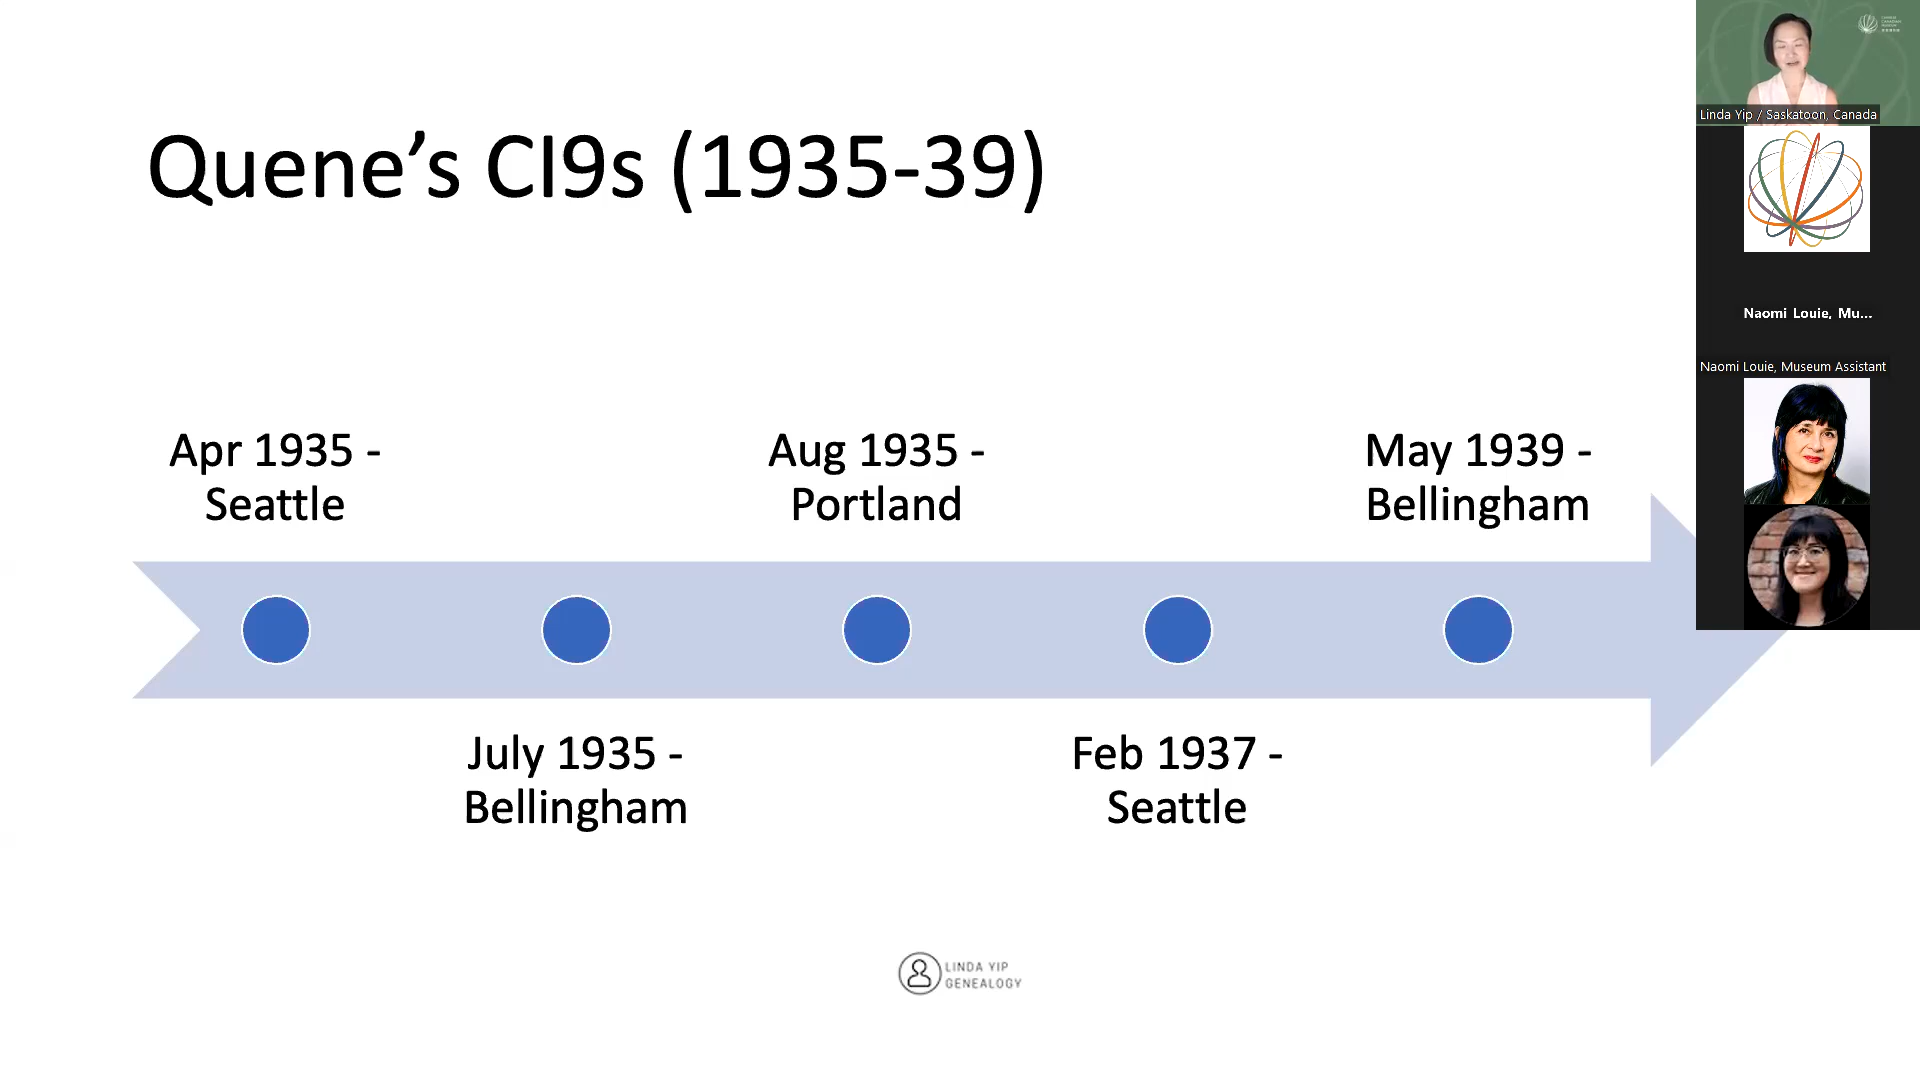 Quene’s CI9s (1935-39)
Apr 1935 -
Seattle
July 1935 -
Bellingham
Aug 1935 -
Portland
Feb 1937 -
Seattle
May 1939 -
Bellingham
LINDA YIP
GENEALOGY
Linda Yip / Saskatoon, Canada
Naomi Louie, Mu...
Naomi Louie, Museum Assistant